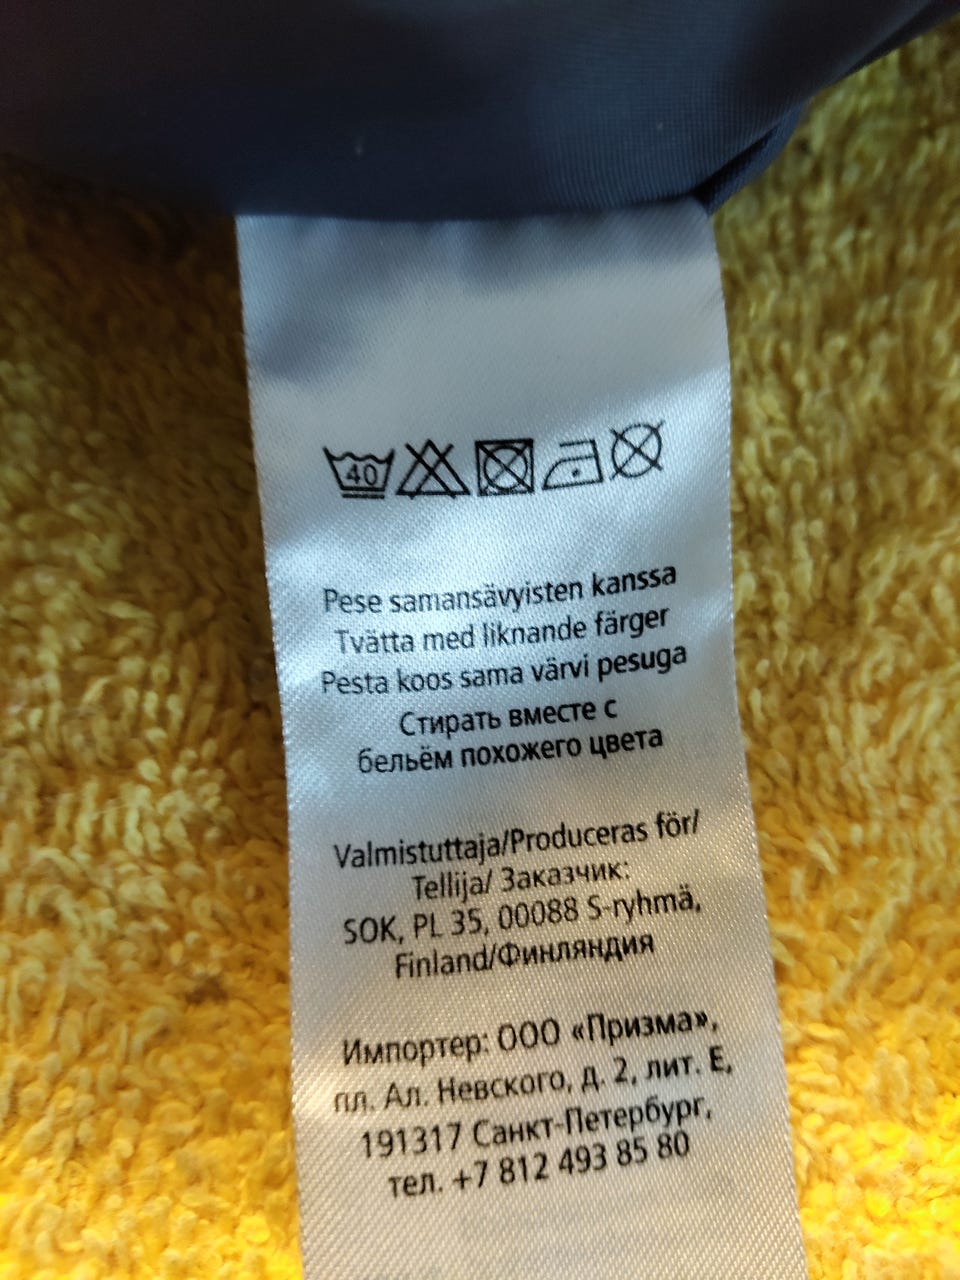 40
Pese samansävyisten kanssa
Tvätta med liknande färger
Pesta koos sama värvi pesuga
Стирать вместе с
бельём похожего цвета
Valmistuttaja/Produceras för/
Tellija/ Заказчик:
SOK, PL 35, 00088 S-ryhmä,
Finland/Финляндия
Импортер: ООО «Призма»,
пл. Ал. Невского, д. 2, лит. Е,
191317 Санкт-Петербург,
тел. +7 812 493 85 80